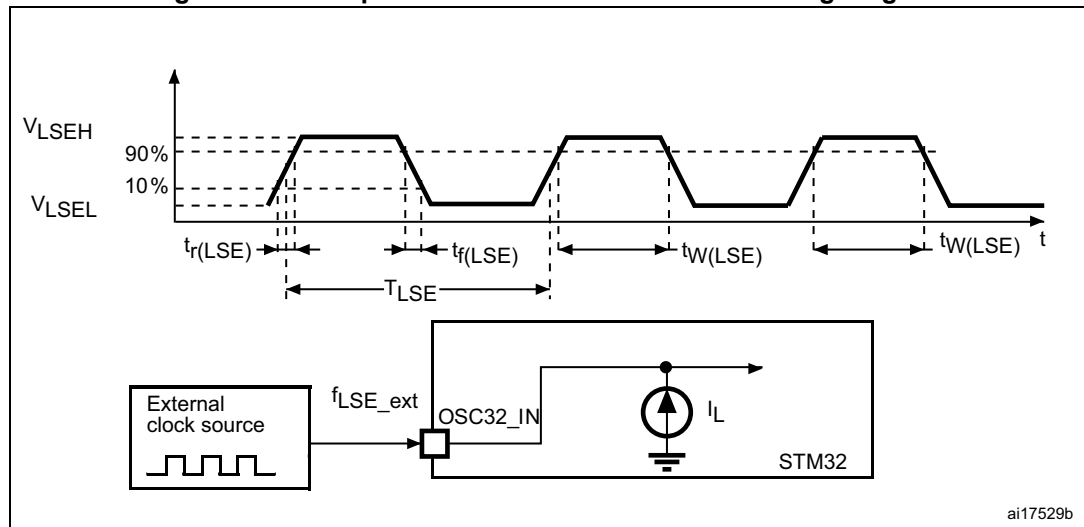 VLSEH
90%
10%
VLSEL
tr(LSE)
tf(LSE)
tW(LSE)
tW(LSE)
t
TLSE
External
clock source
fLSE_ext
OSC32_IN
IL
STM32
ai17529b